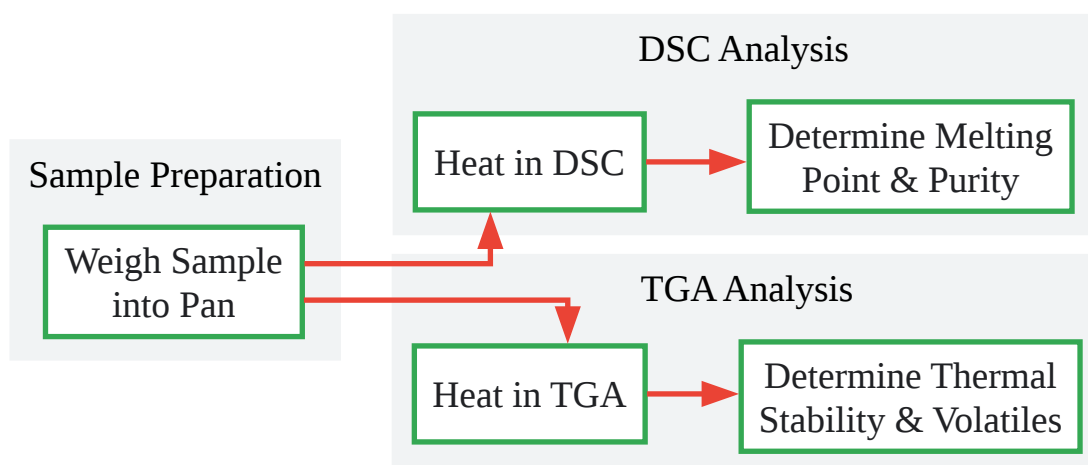 Sample Preparation
Weigh Sample
into Pan
DSC Analysis
Heat in DSC
Determine Melting
Point & Purity
TGA Analysis
Heat in TGA
Determine Thermal
Stability & Volatiles